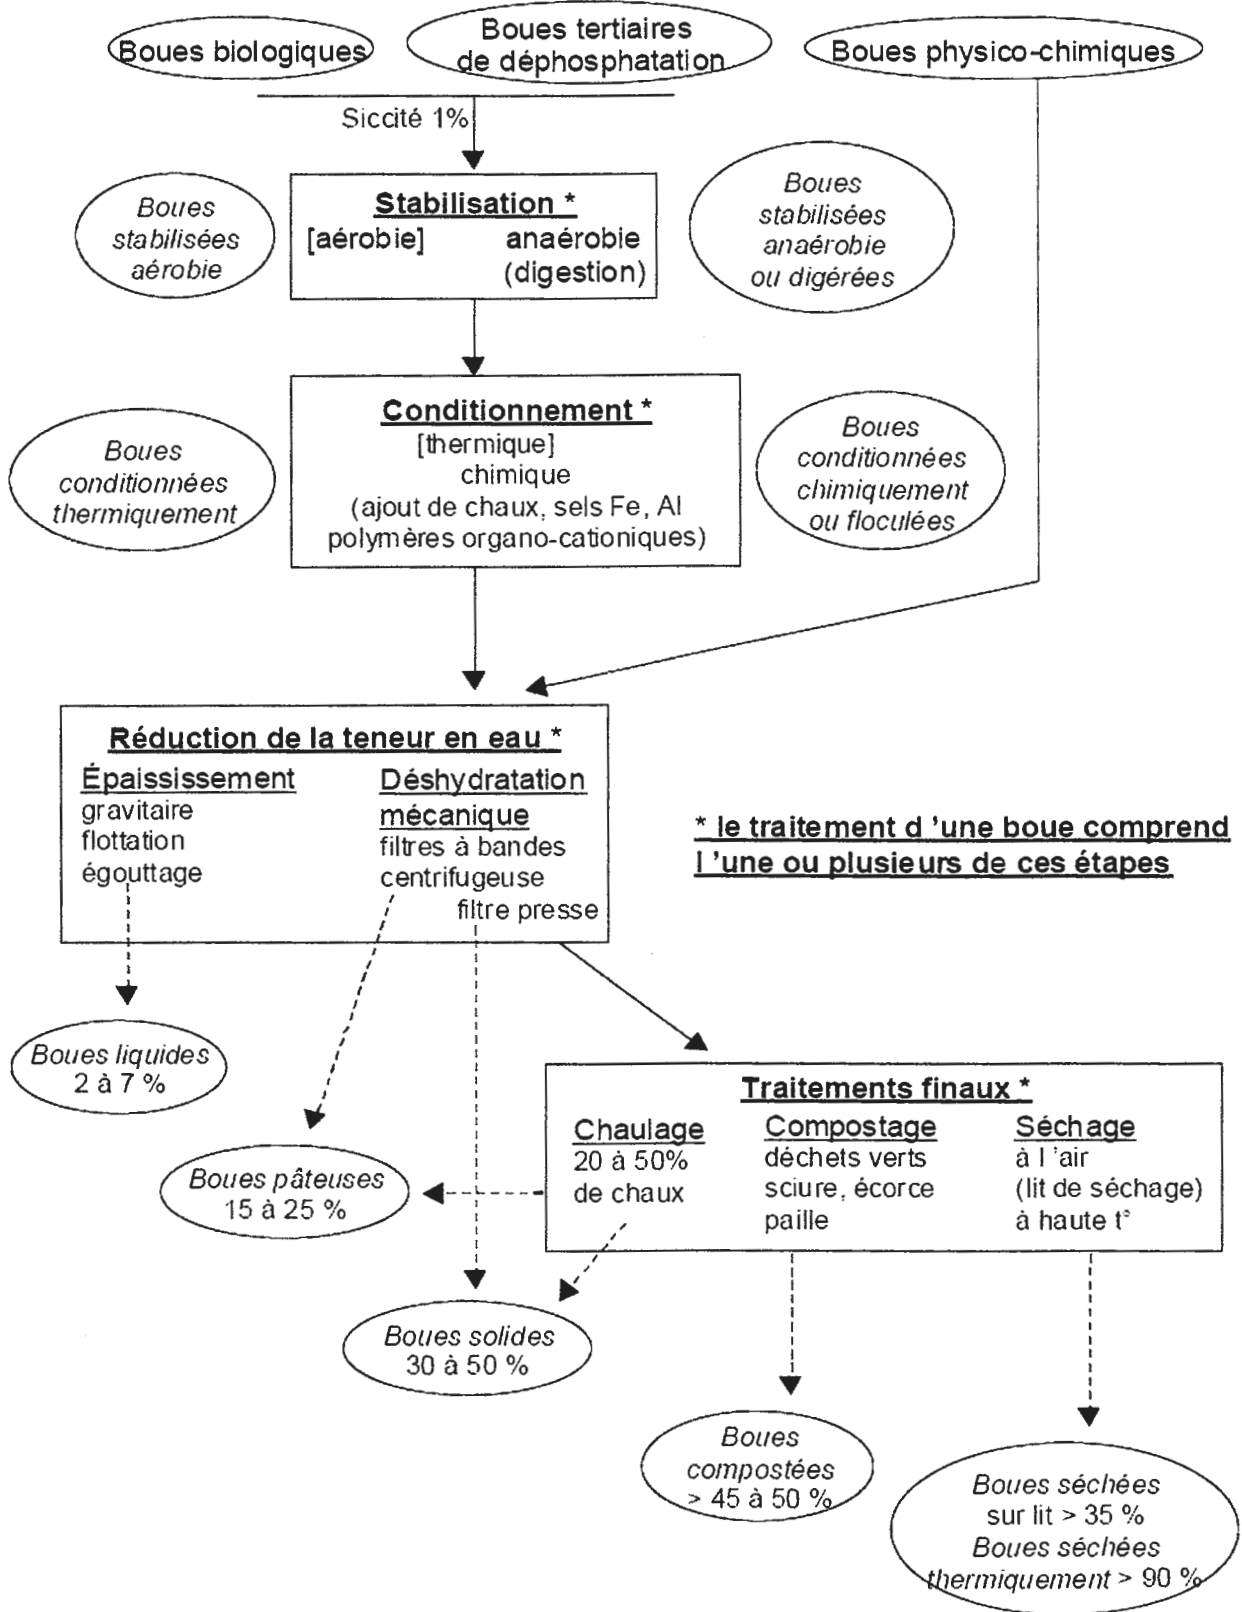 Boues biologiques
Boues tertiaires
de déphosphatation
Boues physico-chimiques
Siccité 1%
Boues
stabilisées
aérobie
Stabilisation *
[aérobie] anaérobie
(digestion)
Boues
stabilisées
anaérobie
ou digérées
Boues
conditionnées
thermiquement
Conditionnement *
[thermique]
chimique
(ajout de chaux, sels Fe, Al
polymères organo-cationiques)
Boues
conditionnées
chimiquement
ou floculées
Réduction de la teneur en eau *
Épaississement
gravitaire
flottation
égouttage
Déshydratation
mécanique
filtres à bandes
centrifugeuse
filtre presse
* le traitement d 'une boue comprend
l 'une ou plusieurs de ces étapes
Boues liquides
2 à 7 %
Traitements finaux *
Chaulage
20 à 50%
de chaux
Compostage
déchets verts
sciure, écorce
paille
Séchage
à l 'air
(lit de séchage)
à haute t°
Boues pâteuses
15 à 25 %
Boues solides
30 à 50 %
Boues
compostées
> 45 à 50 %
Boues séchées
sur lit > 35 %
Boues séchées
thermiquement > 90 %